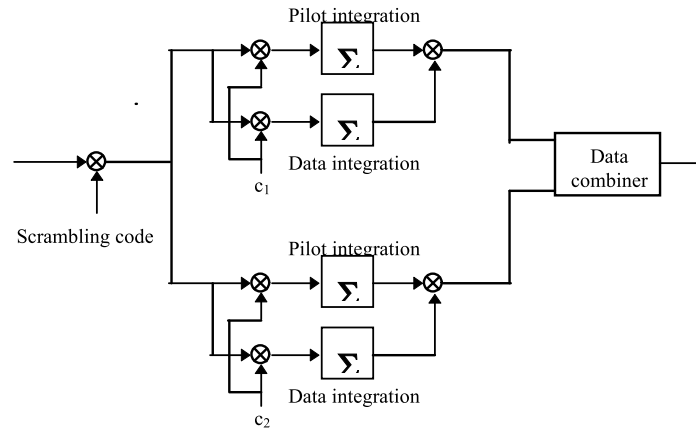 Pilot integration
Σ
Σ
Data integration
c₁
Scrambling code
Data
combiner
Pilot integration
Σ
Σ
Data integration
c₂